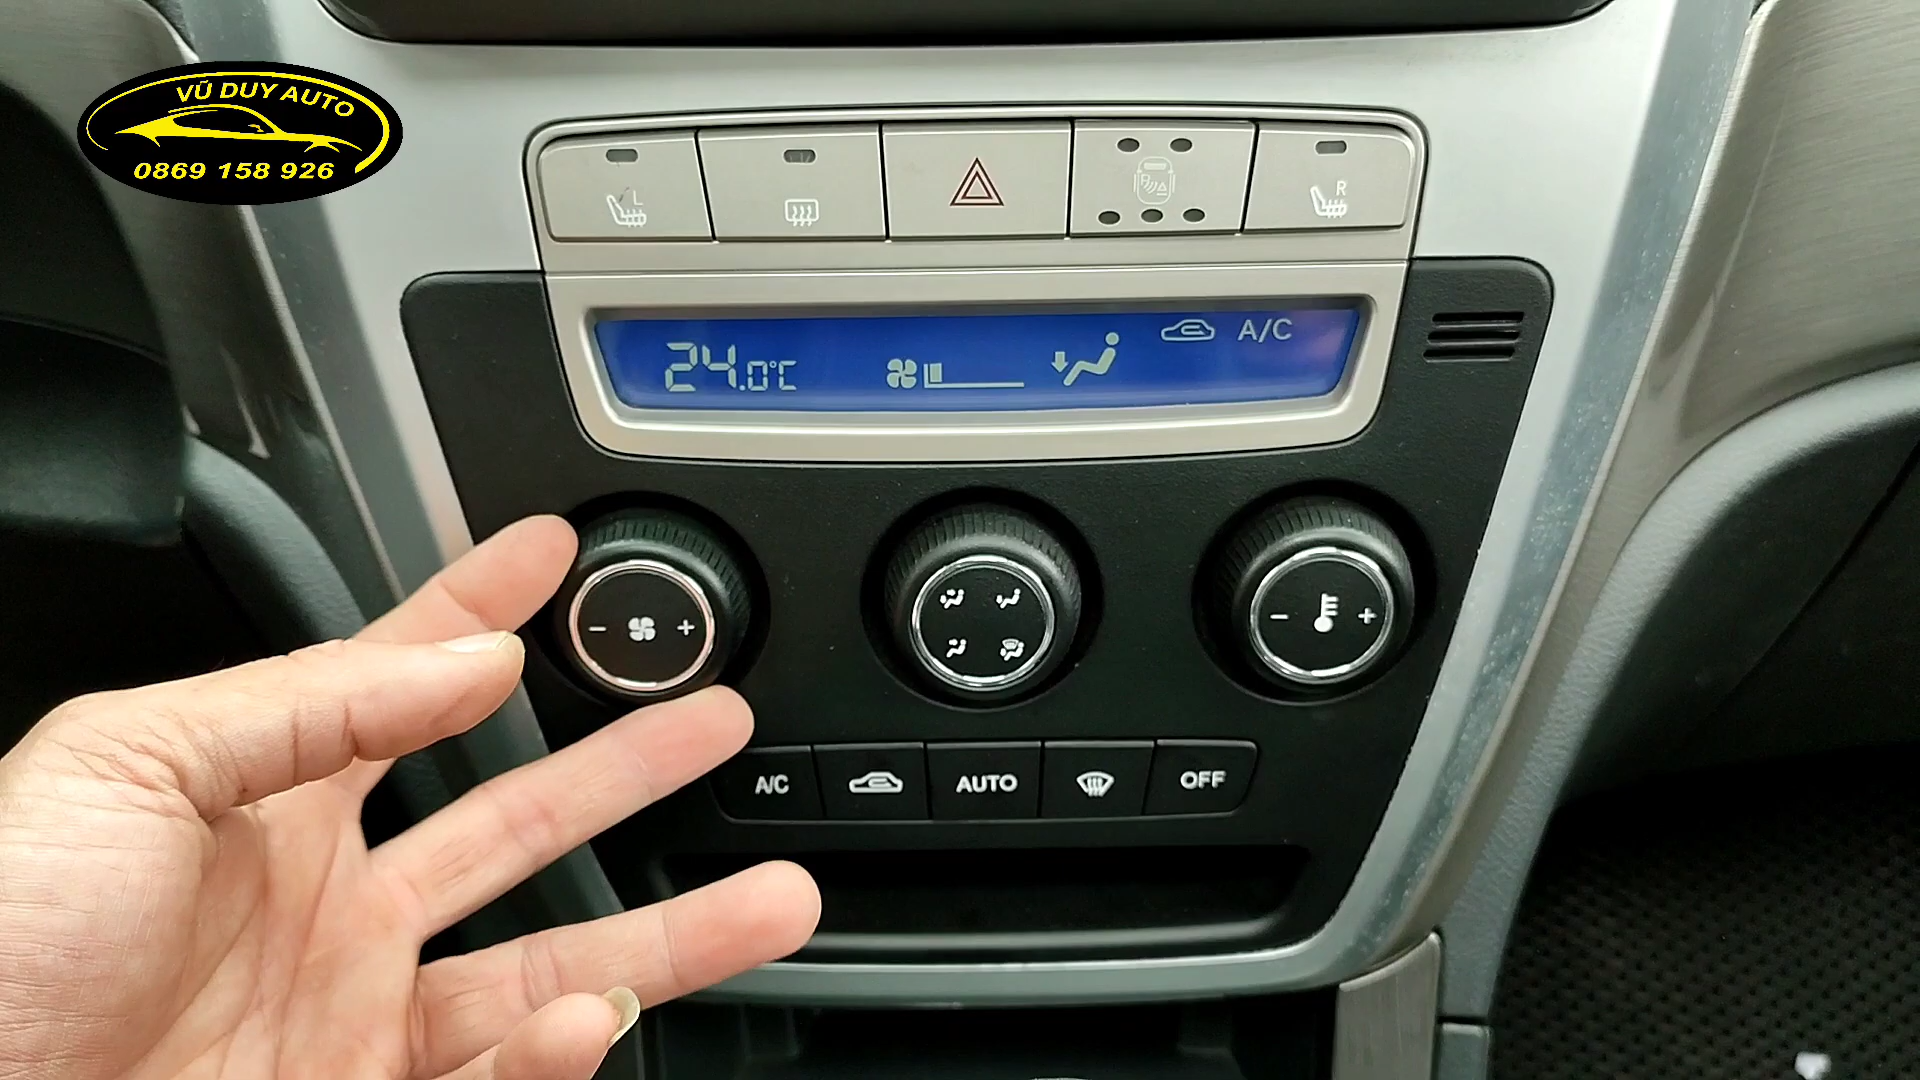 VŨ DUY AUTO
0869 158 926
L
R
24.0°C
A/C
- +
- +
A/C
AUTO
OFF